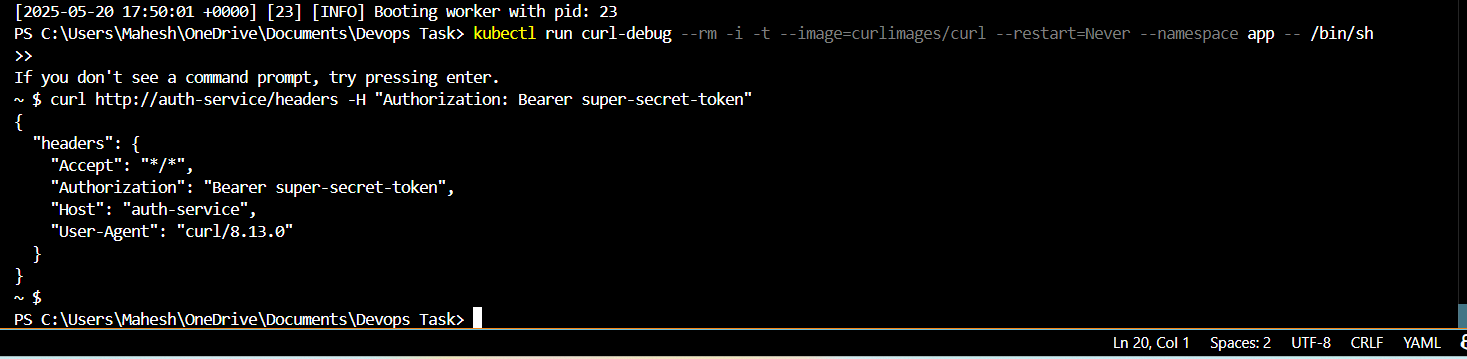 [2025-05-20 17:50:01 +0000] [23] [INFO] Booting worker with pid: 23
PS C:\Users\Mahesh\OneDrive\Documents\Devops Task> kubectl run curl-debug --rm -i -t --image=curlimages/curl --restart=Never --namespace app -- /bin/sh
>>
If you don't see a command prompt, try pressing enter.
~ $ curl http://auth-service/headers -H "Authorization: Bearer super-secret-token"
{
  "headers": {
    "Accept": "*/*",
    "Authorization": "Bearer super-secret-token",
    "Host": "auth-service",
    "User-Agent": "curl/8.13.0"
  }
}
~ $
PS C:\Users\Mahesh\OneDrive\Documents\Devops Task>
Ln 20, Col 1 Spaces: 2 UTF-8 CRLF YAML